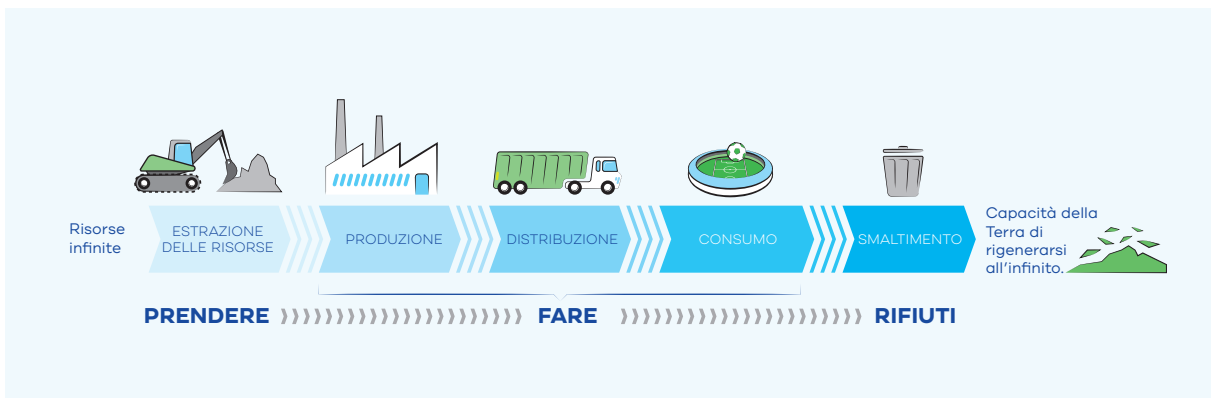 Risorse
infinite
ESTRAZIONE
DELLE RISORSE
PRODUZIONE
DISTRIBUZIONE
CONSUMO
SMALTIMENTO
Capacità della
Terra di
rigenerarsi
all'infinito.
PRENDERE
FARE
RIFIUTI